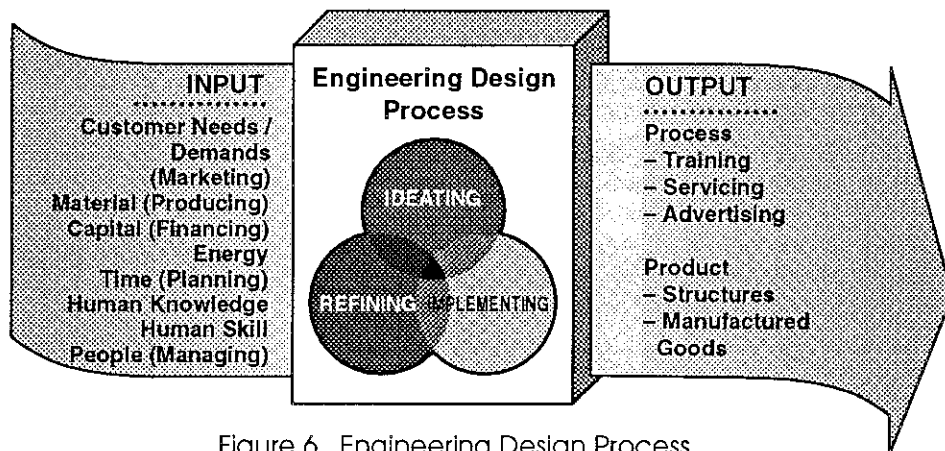 INPUT
Customer Needs /
Demands
(Marketing)
Material (Producing)
Capital (Financing)
Energy
Time (Planning)
Human Knowledge
Human Skill
People (Managing)
Engineering Design
Process
IDEATING
REFINING
IMPLEMENTING
OUTPUT
Process
– Training
– Servicing
– Advertising
Product
– Structures
– Manufactured
Goods
Figure 6. Engineering Design Process